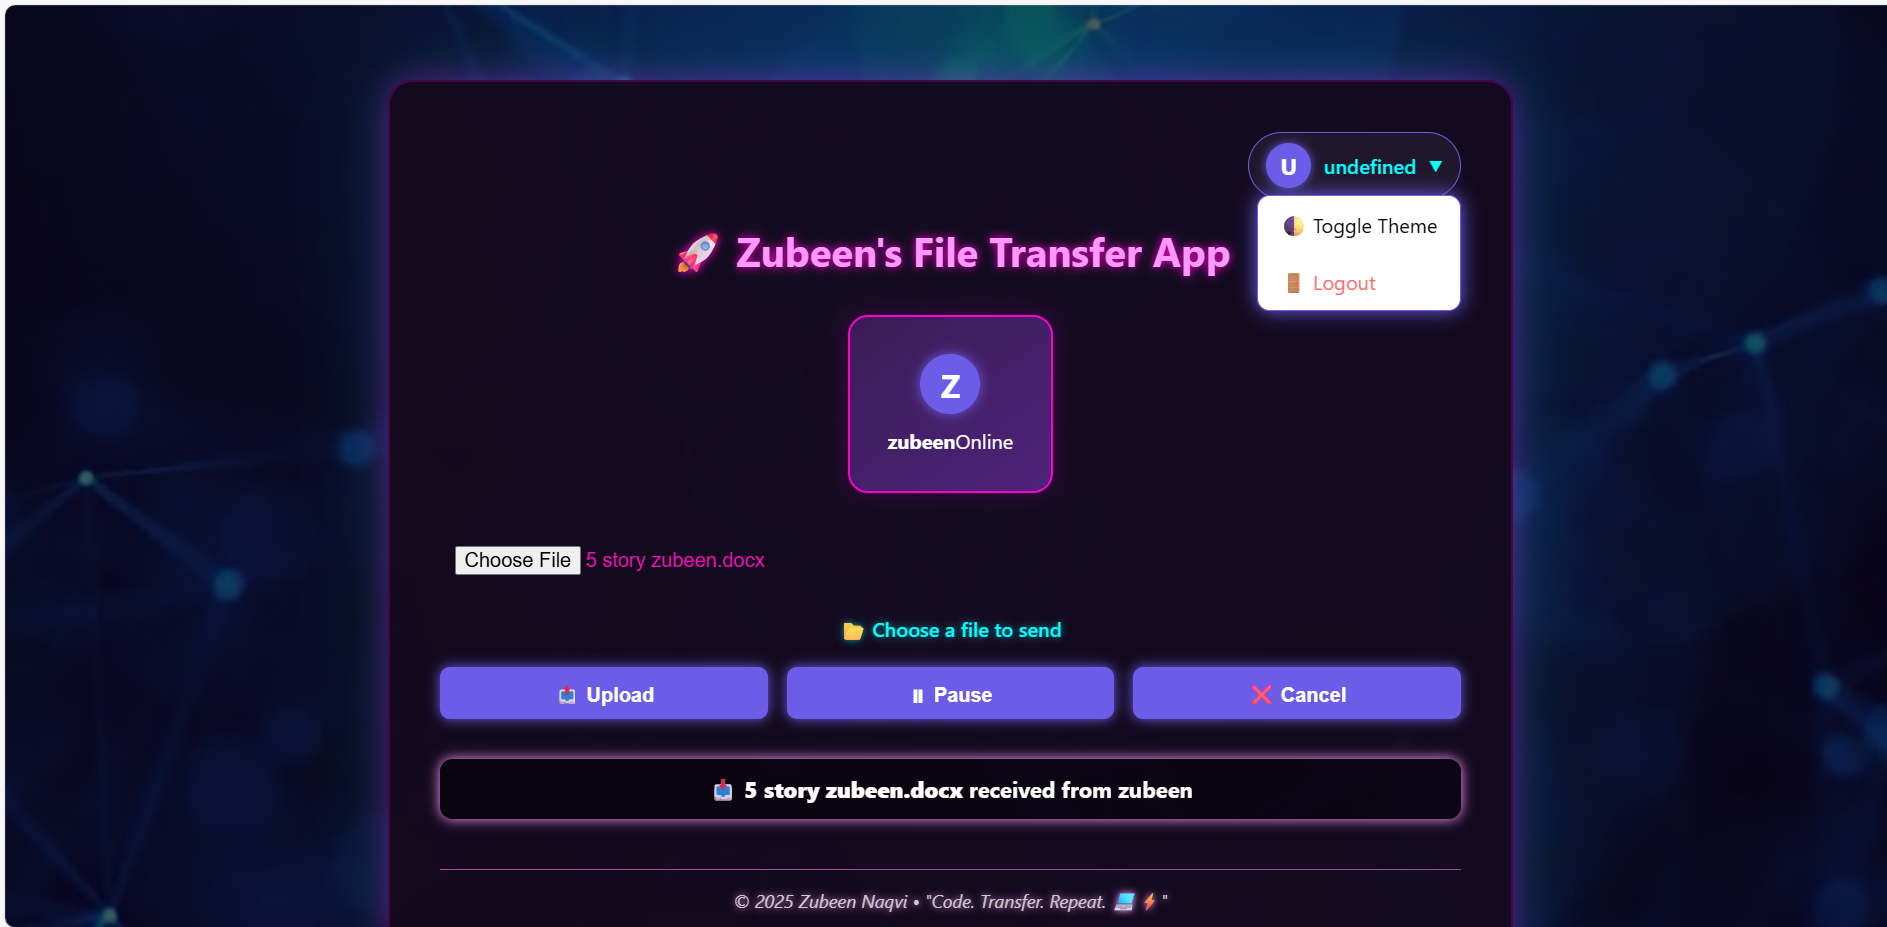 U undefined ▼
🌗 Toggle Theme
🚪 Logout
🚀 Zubeen's File Transfer App
Z
zubeenOnline
Choose File 5 story zubeen.docx
📂 Choose a file to send
📤 Upload
⏸ Pause
❌ Cancel
📥 5 story zubeen.docx received from zubeen
© 2025 Zubeen Naqvi • "Code. Transfer. Repeat. 💻⚡"